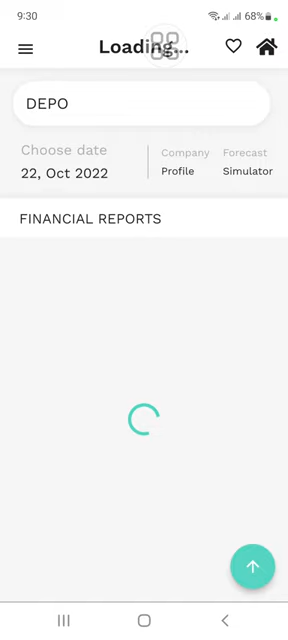 9:30
68%
Loading...
DEPO
Choose date
22, Oct 2022
Company
Profile
Forecast
Simulator
FINANCIAL REPORTS